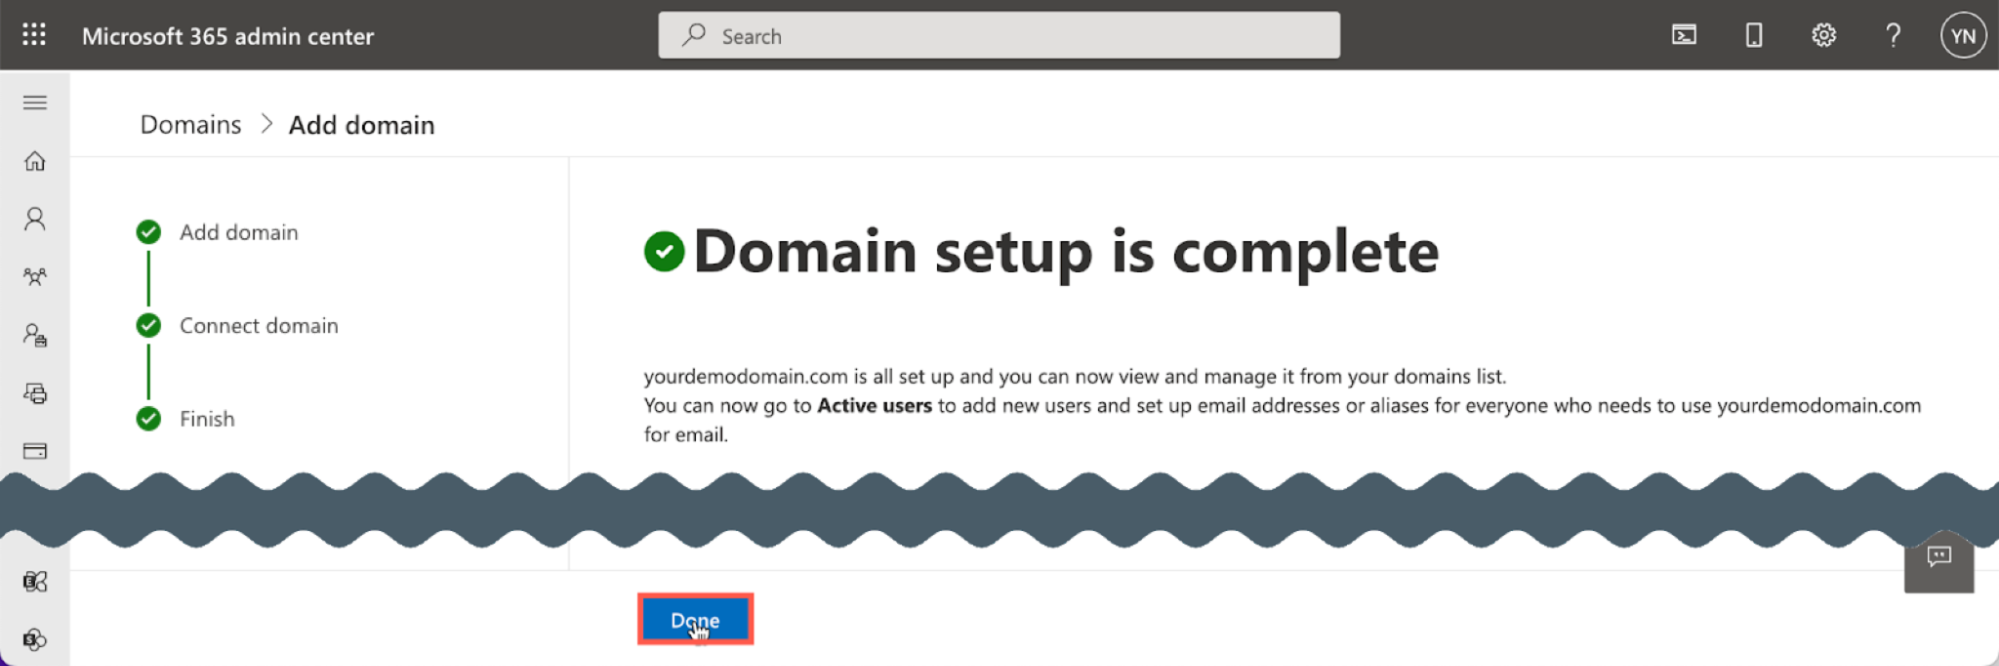 Microsoft 365 admin center
Search
YN
Domains > Add domain
Add domain
Connect domain
Finish
Domain setup is complete
yourdemodomain.com is all set up and you can now view and manage it from your domains list.
You can now go to Active users to add new users and set up email addresses or aliases for everyone who needs to use yourdemodomain.com
for email.
Done